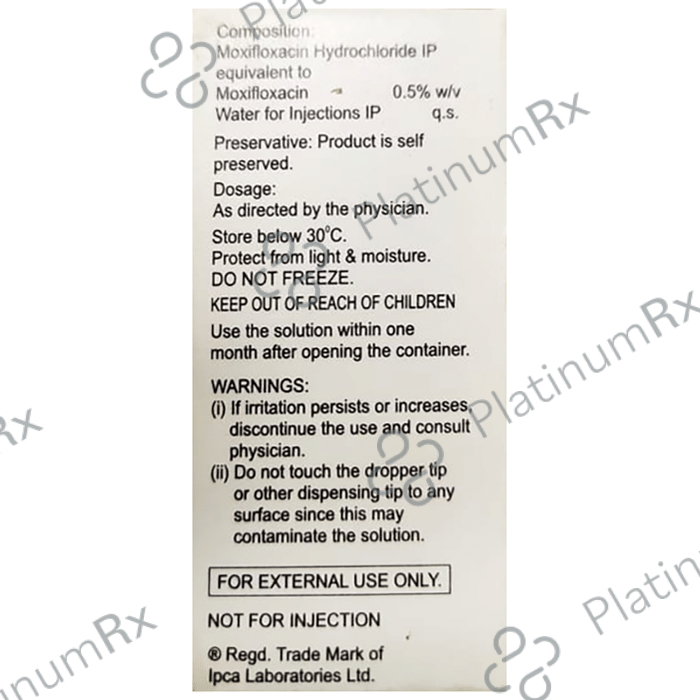 Composition:
Moxifloxacin Hydrochloride IP
equivalent to
Moxifloxacin 0.5% w/v
Water for Injections IP q.s.
Preservative: Product is self
preserved.
Dosage:
As directed by the physician.
Store below 30°C.
Protect from light & moisture.
DO NOT FREEZE.
KEEP OUT OF REACH OF CHILDREN
Use the solution within one
month after opening the container.
WARNINGS:
(i) If irritation persists or increases,
discontinue the use and consult
physician.
(ii) Do not touch the dropper tip
or other dispensing tip to any
surface since this may
contaminate the solution.
FOR EXTERNAL USE ONLY.
NOT FOR INJECTION
® Regd. Trade Mark of
Ipca Laboratories Ltd.
PlatinumRx
PlatinumRx
PlatinumRx
Rx
inumRx
Platin